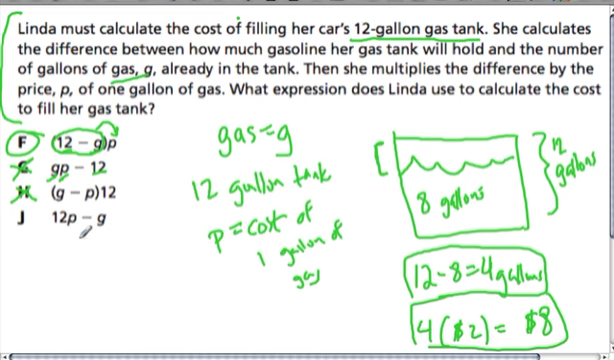 Linda must calculate the cost of filling her car's 12-gallon gas tank. She calculates
the difference between how much gasoline her gas tank will hold and the number
of gallons of gas, g, already in the tank. Then she multiplies the difference by the
price, p, of one gallon of gas. What expression does Linda use to calculate the cost
to fill her gas tank?
F (12 – g)p
G gp – 12
H (g – p)12
J 12p – g
gas=g
12 gallon tank
p=cost of
1 gallon of
gas
8 gallons
12
gallons
12-8=4 gallons
4($2)= $8